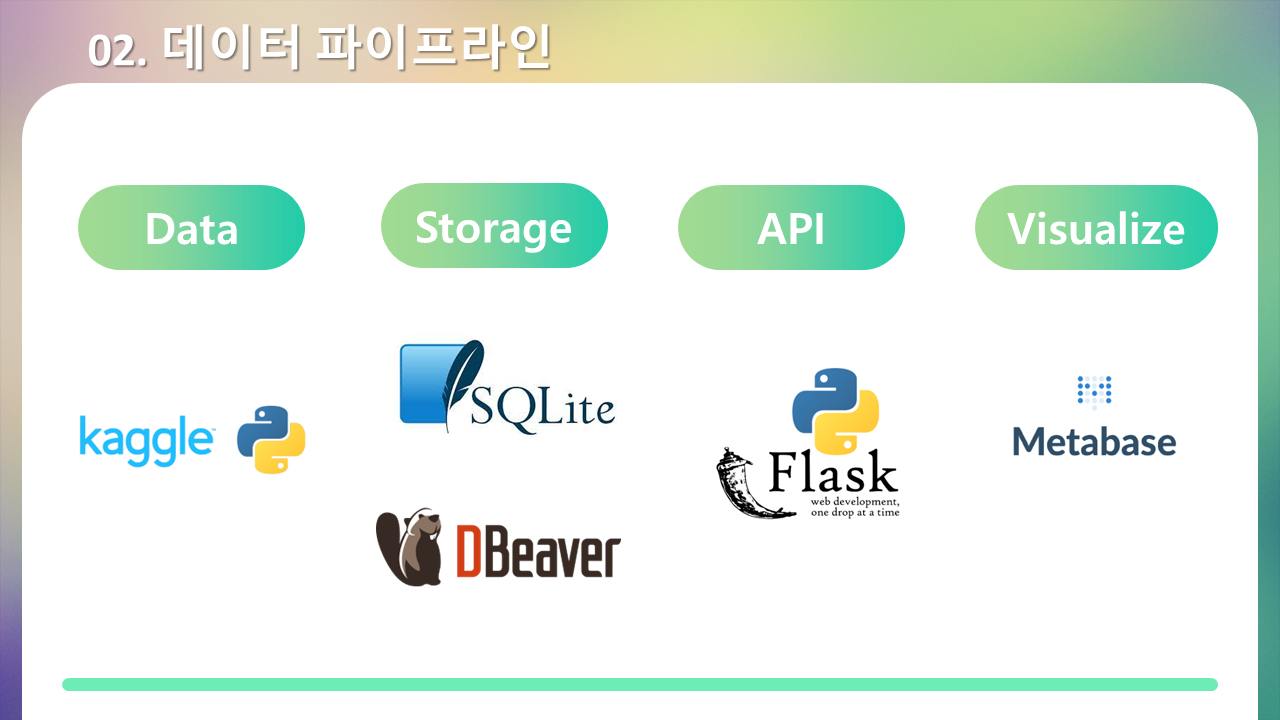 02. 데이터 파이프라인
Data
Storage
API
Visualize
kaggle™
SQLite
DBeaver
Flask
web development,
one drop at a time
Metabase